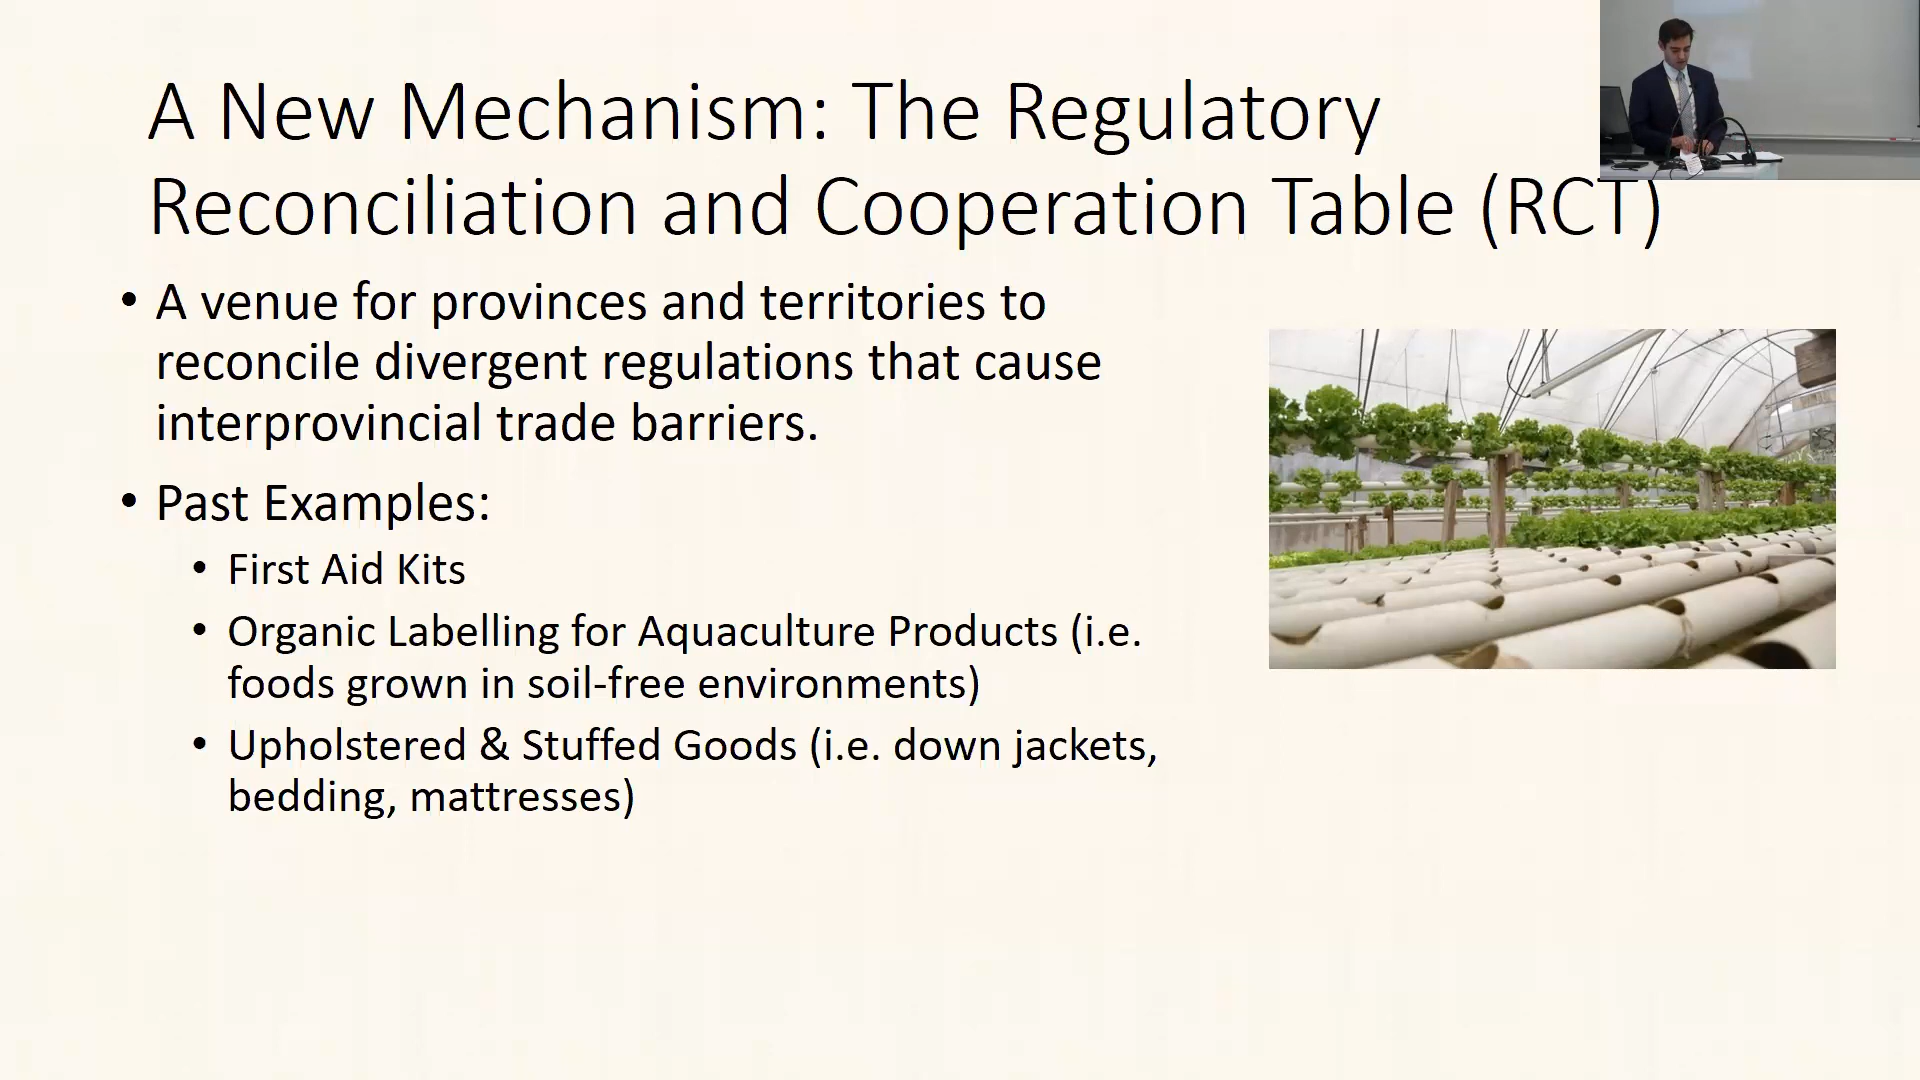 A New Mechanism: The Regulatory
Reconciliation and Cooperation Table (RCT)
• A venue for provinces and territories to
reconcile divergent regulations that cause
interprovincial trade barriers.
• Past Examples:
• First Aid Kits
• Organic Labelling for Aquaculture Products (i.e.
foods grown in soil-free environments)
• Upholstered & Stuffed Goods (i.e. down jackets,
bedding, mattresses)